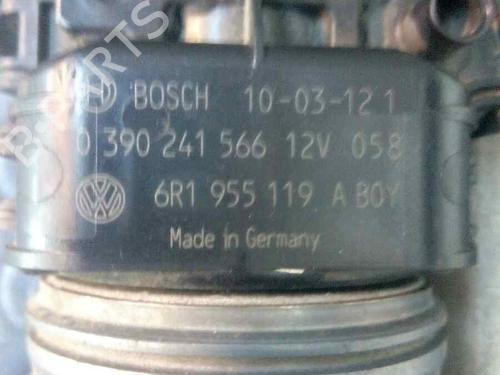 BOSCH 10-03-12 1
0 390 241 566 12V 058
6R1 955 119 A BOY
Made in Germany